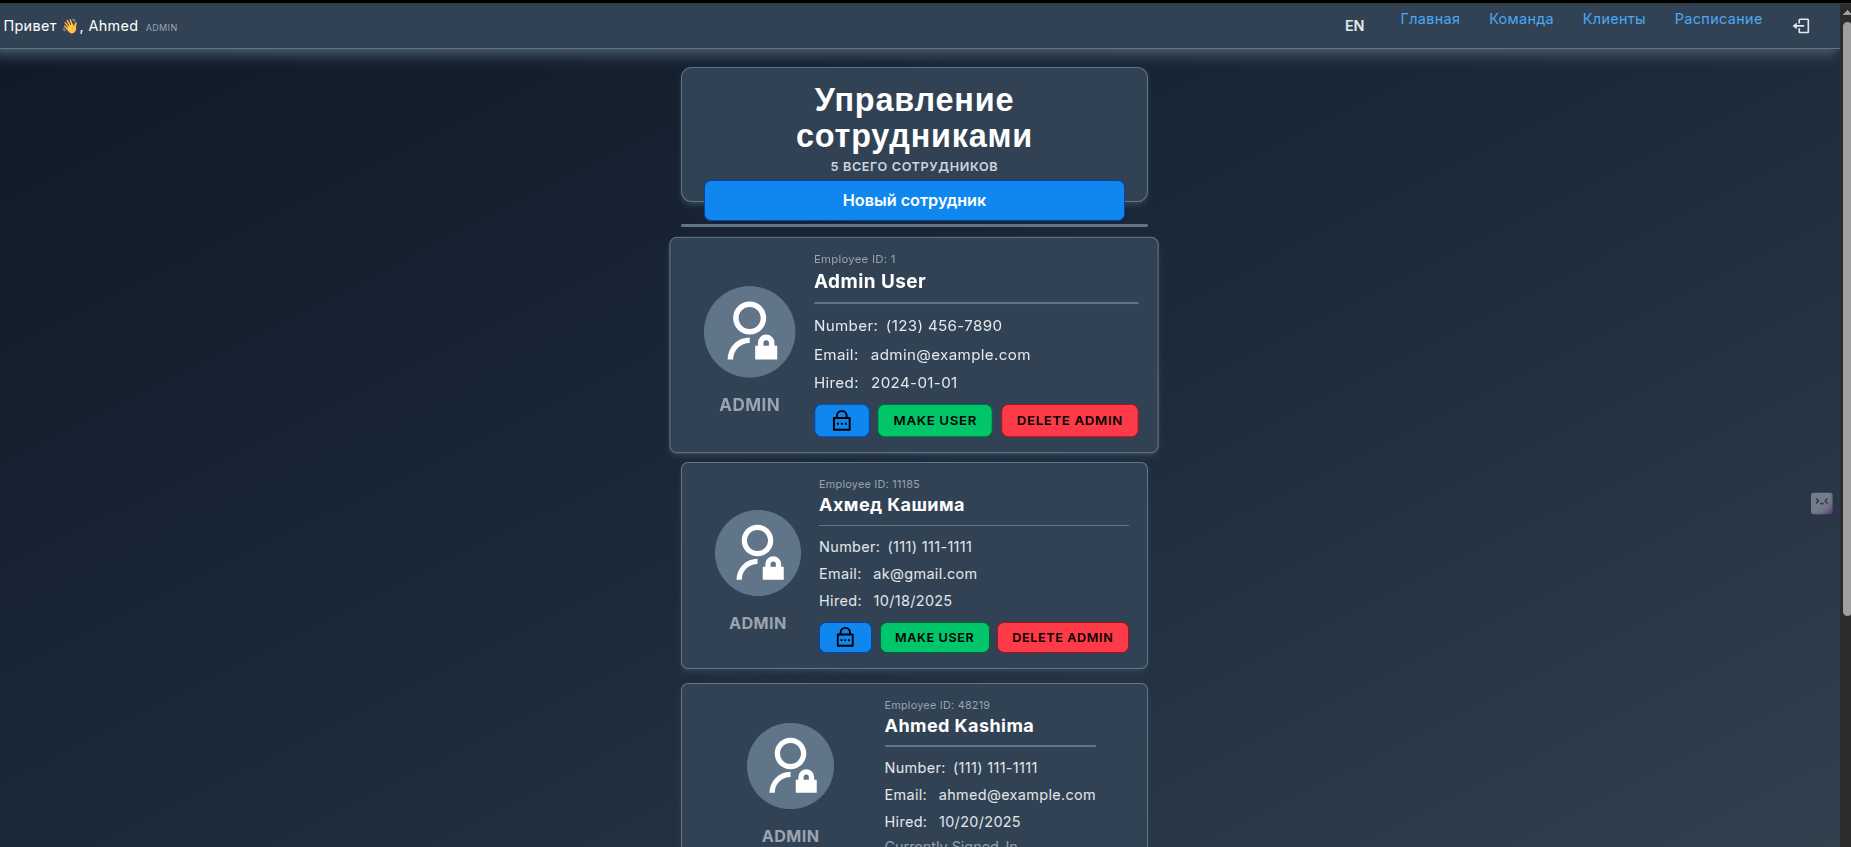 Привет 👋, Ahmed ADMIN
EN Главная Команда Клиенты Расписание
Управление
сотрудниками
5 ВСЕГО СОТРУДНИКОВ
Новый сотрудник
Employee ID: 1
Admin User
Number: (123) 456-7890
Email: admin@example.com
Hired: 2024-01-01
ADMIN
MAKE USER DELETE ADMIN
Employee ID: 11185
Ахмед Кашима
Number: (111) 111-1111
Email: ak@gmail.com
Hired: 10/18/2025
ADMIN
MAKE USER DELETE ADMIN
Employee ID: 48219
Ahmed Kashima
Number: (111) 111-1111
Email: ahmed@example.com
Hired: 10/20/2025
ADMIN
Currently Signed In